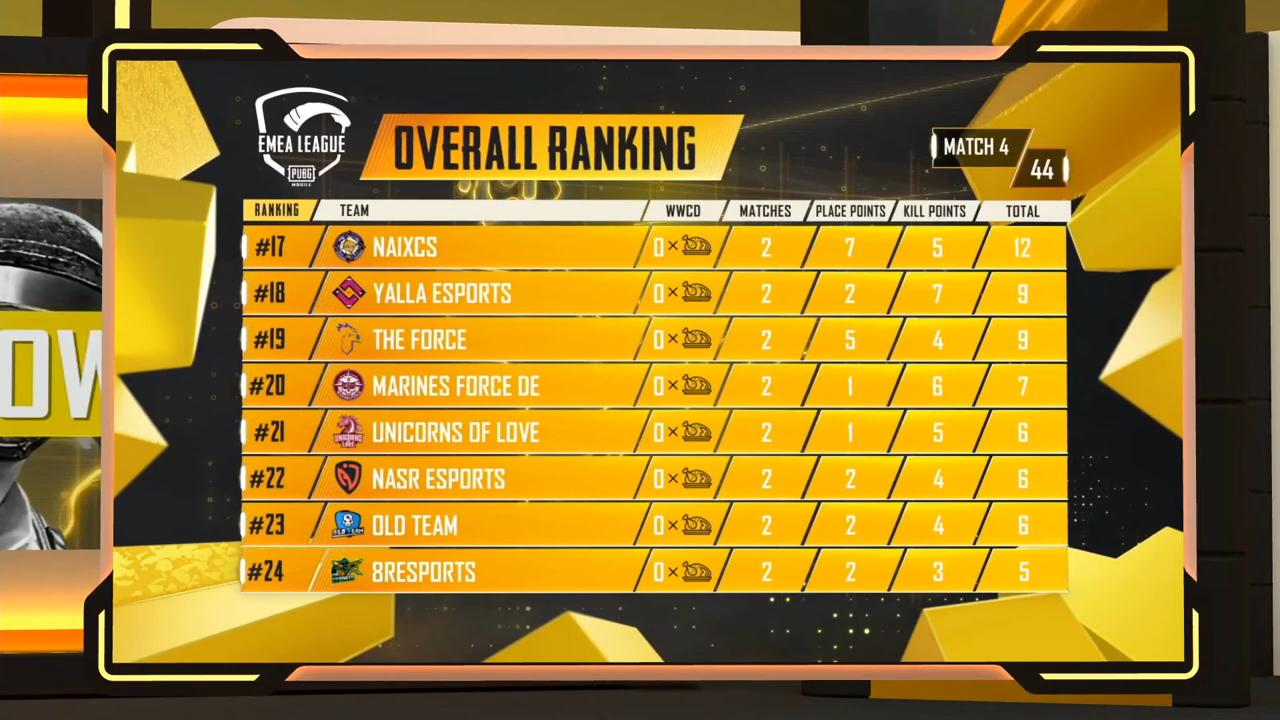 EMEA LEAGUE
PUBG
MOBILE
OVERALL RANKING
MATCH 4
44
RANKING TEAM WWCD MATCHES PLACE POINTS KILL POINTS TOTAL
#17 NAIXCS 0 × 2 7 5 12
#18 YALLA ESPORTS 0 × 2 2 7 9
#19 THE FORCE 0 × 2 5 4 9
#20 MARINES FORCE DE 0 × 2 1 6 7
#21 UNICORNS OF LOVE 0 × 2 1 5 6
#22 NASR ESPORTS 0 × 2 2 4 6
#23 OLD TEAM 0 × 2 2 4 6
#24 8RESPORTS 0 × 2 2 3 5
UNICORNS
LOVE
OLD TEAM
OW